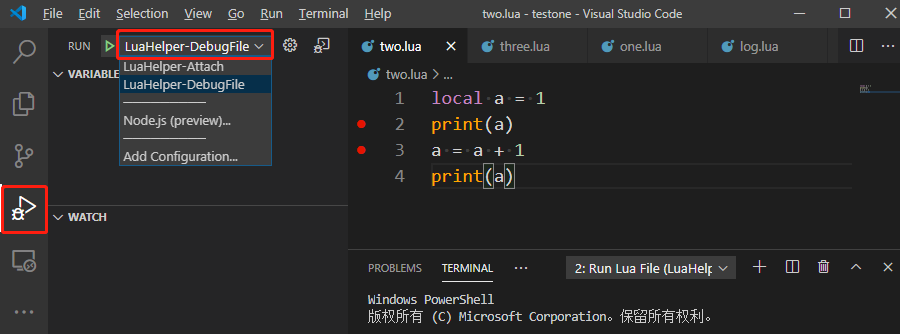 File Edit Selection View Go Run Terminal ··· two.lua - testone - Visual Studio Code
RUN LuaHelper-DebugFile
LuaHelper-Attach
LuaHelper-DebugFile
Node.js (preview)...
Add Configuration...
VARIABLE
WATCH
two.lua three.lua one.lua log.lua
two.lua > ...
1 local a = 1
2 print(a)
3 a = a + 1
4 print(a)
PROBLEMS TERMINAL ··· 2: Run Lua File (LuaHelp
Windows PowerShell
版权所有 (C) Microsoft Corporation。保留所有权利。